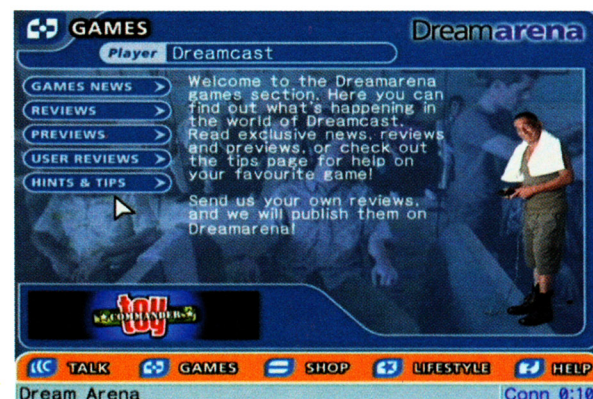 GAMES
Dreamarena
Player Dreamcast
GAMES NEWS
REVIEWS
PREVIEWS
USER REVIEWS
HINTS & TIPS
Welcome to the Dreamarena
games section. Here you can
find out what's happening in
the world of Dreamcast.
Read exclusive news, reviews
and previews, or check out
the tips page for help on
your favourite game!
Send us your own reviews,
and we will publish them on
Dreamarena!
toy
COMMANDER
TALK GAMES SHOP LIFESTYLE HELP
Dream Arena Conn 0:10